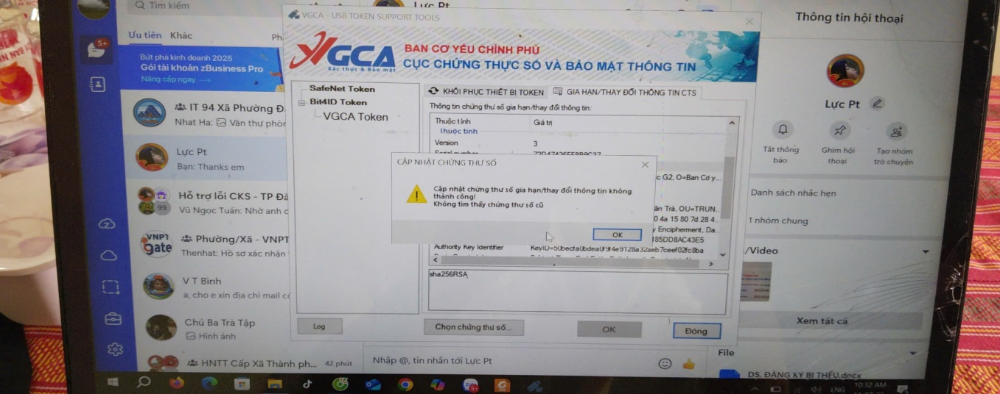 Tìm kiếm
Lực Pt
Thông tin hội thoại
Ưu tiên Khác
5+
Bứt phá kinh doanh 2025
Gói tài khoản zBusiness Pro
Nâng cấp ngay -->
IT 94 Xã Phường Đ
Nhat Ha: Văn thư phòn
Lực Pt
Bạn: Thanks em
Hỗ trợ lỗi CKS - TP Đà
Vũ Ngọc Tuấn: Nhờ anh c
99
VNPT
Gate
Phường/Xã - VNPT
Thenhat: Hồ sơ xác nhận
V T Bình
a, cho e xin địa chỉ mail cơ
Chú Ba Trà Tập
Hình ảnh
HNTT Cấp Xã Thành ph... 42 phút
VGCA - USB TOKEN SUPPORT TOOLS
VGCA
Xác thực & Bảo mật
BAN CƠ YẾU CHÍNH PHỦ
CỤC CHỨNG THỰC SỐ VÀ BẢO MẬT THÔNG TIN
SafeNet Token
Bit4ID Token
VGCA Token
KHÔI PHỤC THIẾT BỊ TOKEN
GIA HẠN/THAY ĐỔI THÔNG TIN CTS
Thông tin chứng thư số gia hạn/thay đổi thông tin:
Thuộc tính Giá trị
Thuộc tính
Version 3
CẬP NHẬT CHỨNG THƯ SỐ
Cập nhật chứng thư số gia hạn/thay đổi thông tin không
thành công!
Không tìm thấy chứng thư số cũ
OK
c G2, O=Ban Cơ y...
ăn Trà, OU=TRUN...
0 4a 15 80 7d 28 4...
y Encipherment, Da...
185DD8AC43E5
Authority Key Identifier
sha256RSA
Log
Chọn chứng thư số...
OK
Đóng
Nhập @, tin nhắn tới Lực Pt
Lực Pt
Tắt thông
báo
Ghim hội
thoại
Tạo nhóm
trò chuyện
Danh sách nhắc hẹn
1 nhóm chung
/Video
Xem tất cả
File
DS. ĐĂNG KÝ BỊ THIẾU.docx
ENG
10:32 AM